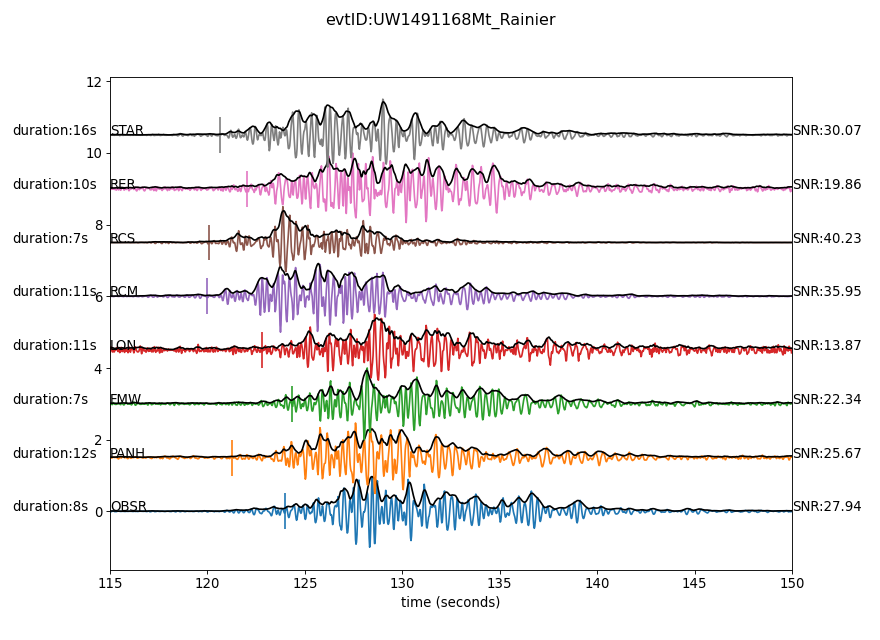 evtID:UW1491168Mt_Rainier
12
duration:16s STAR SNR:30.07
10
duration:10s RER SNR:19.86
8
duration:7s RCS SNR:40.23
duration:11s RCM SNR:35.95
6
duration:11s LON SNR:13.87
4
duration:7s FMW SNR:22.34
2
duration:12s PANH SNR:25.67
duration:8s OBSR SNR:27.94
0
115 120 125 130 135 140 145 150
time (seconds)